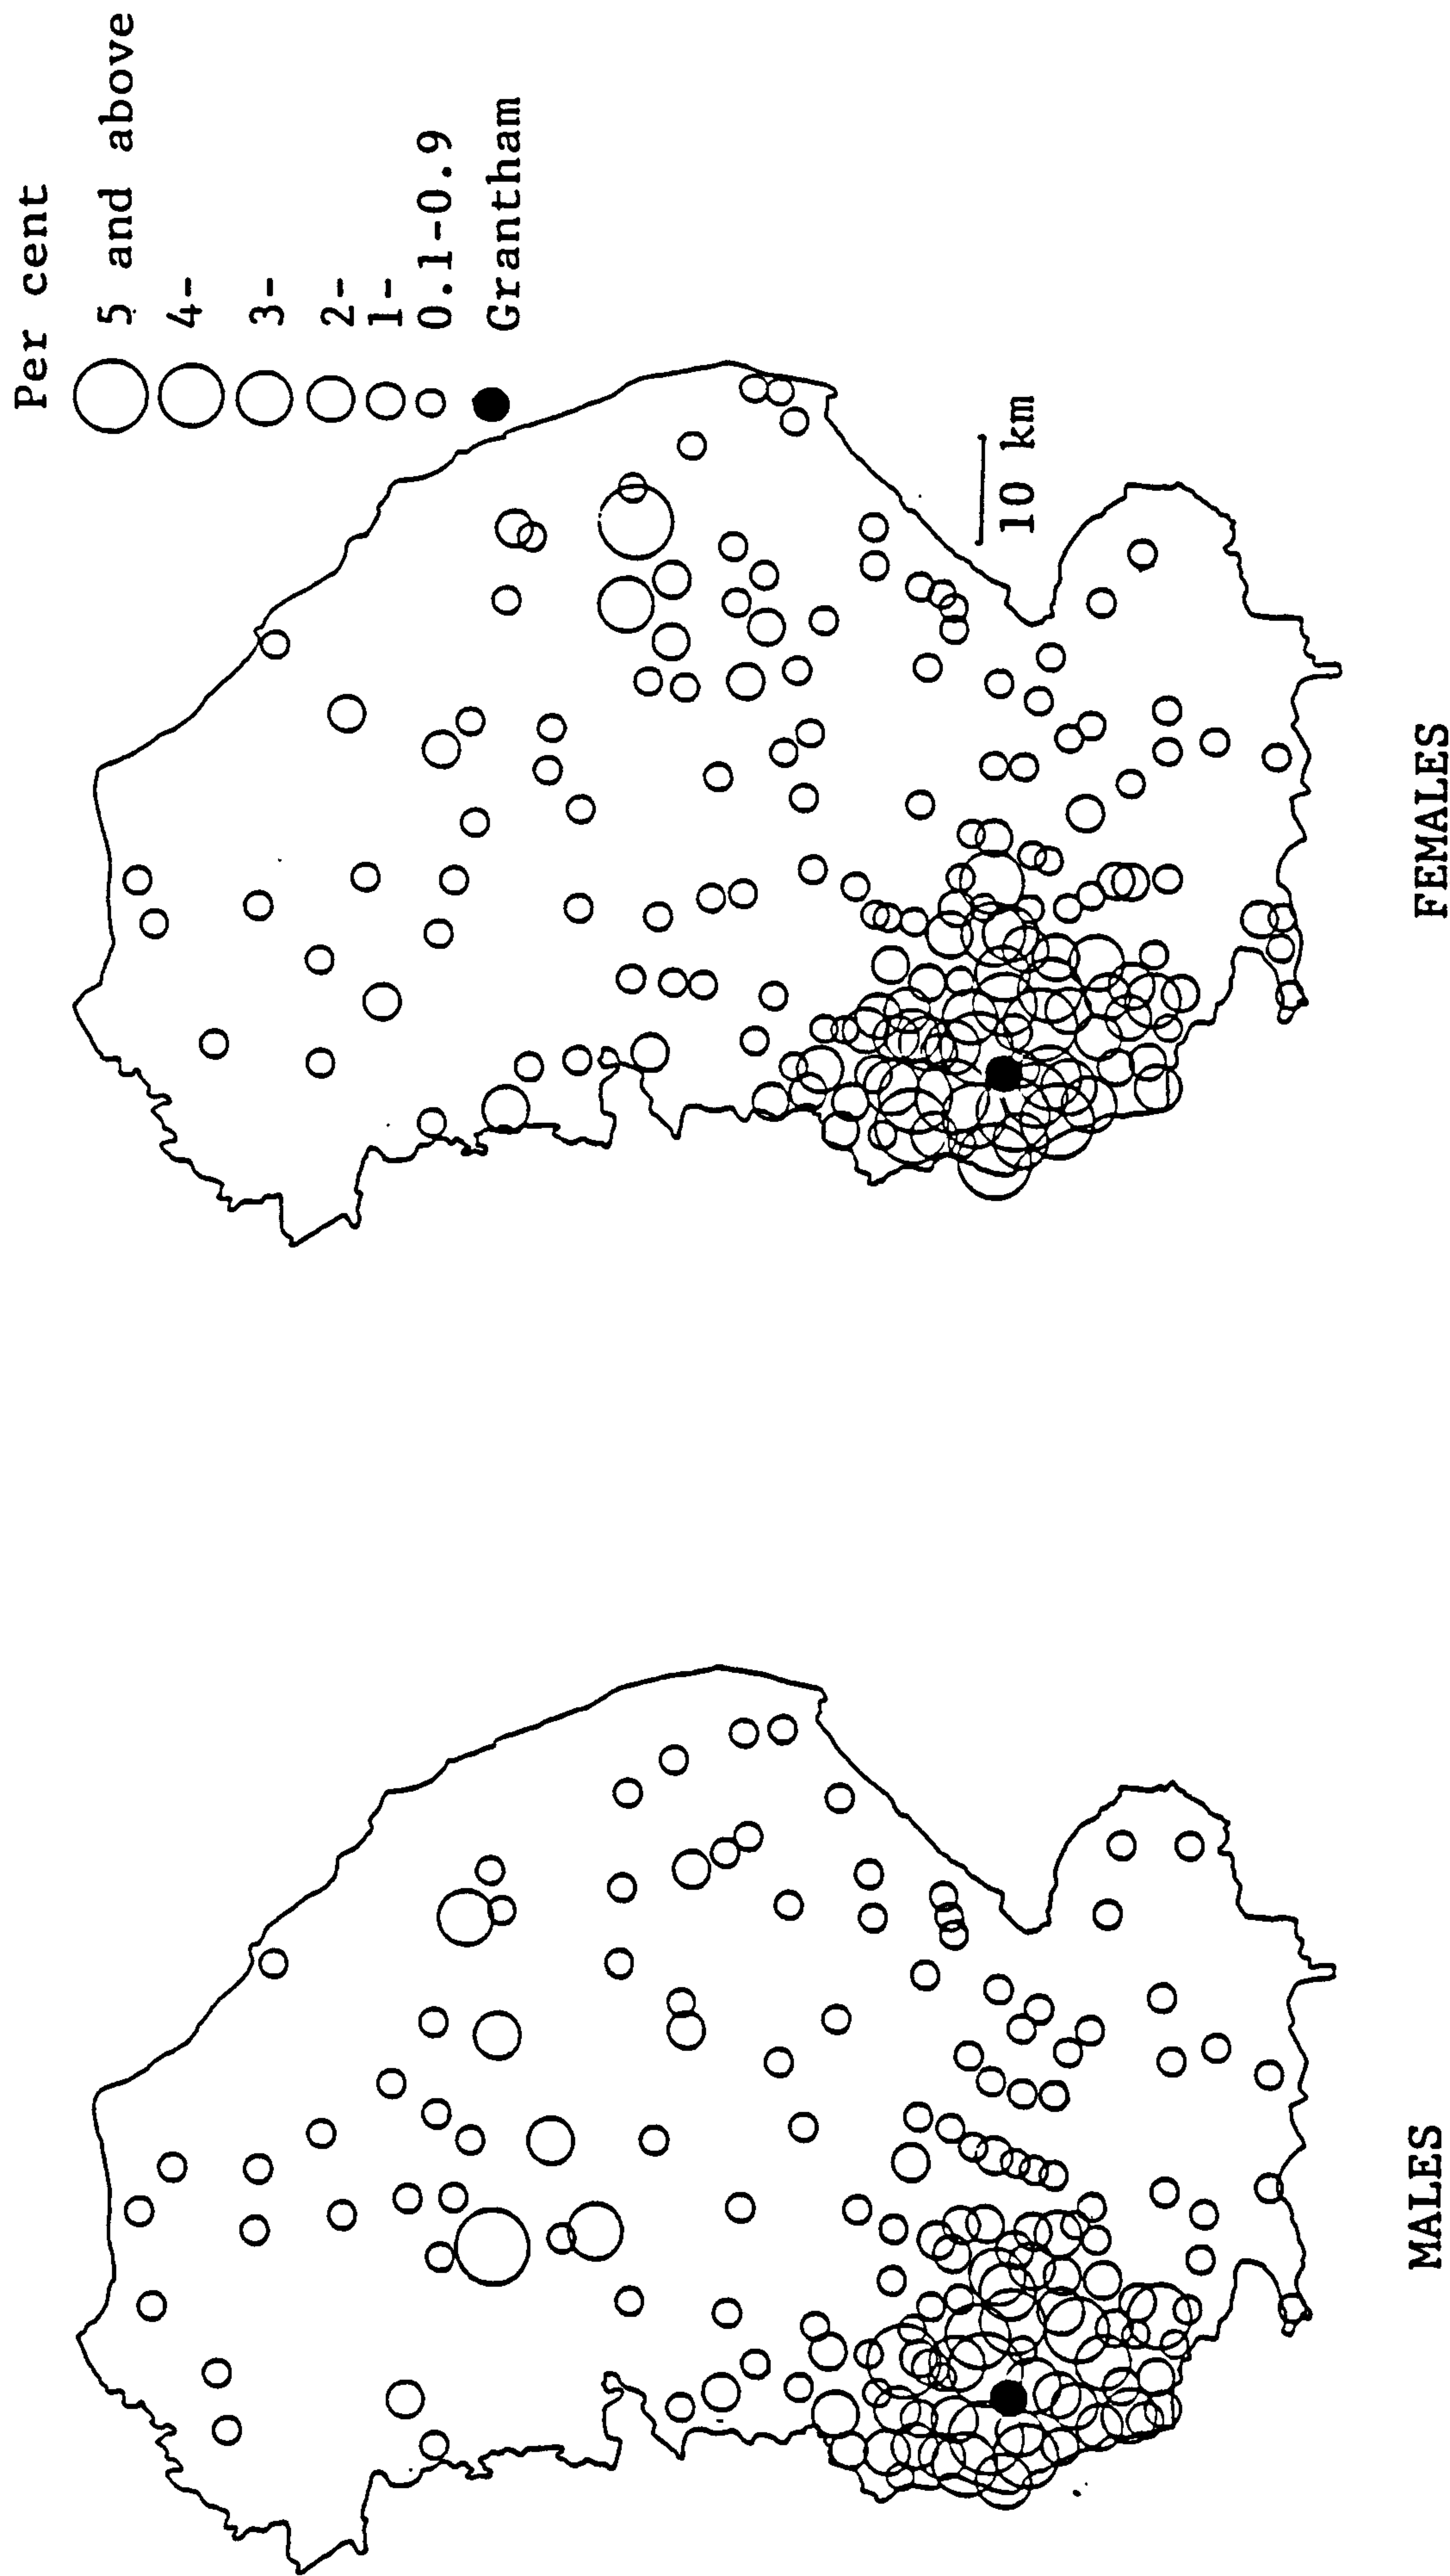 Per cent
5 and above
4-
3-
2-
1-
0.1-0.9
Grantham
10 km
MALES
FEMALES